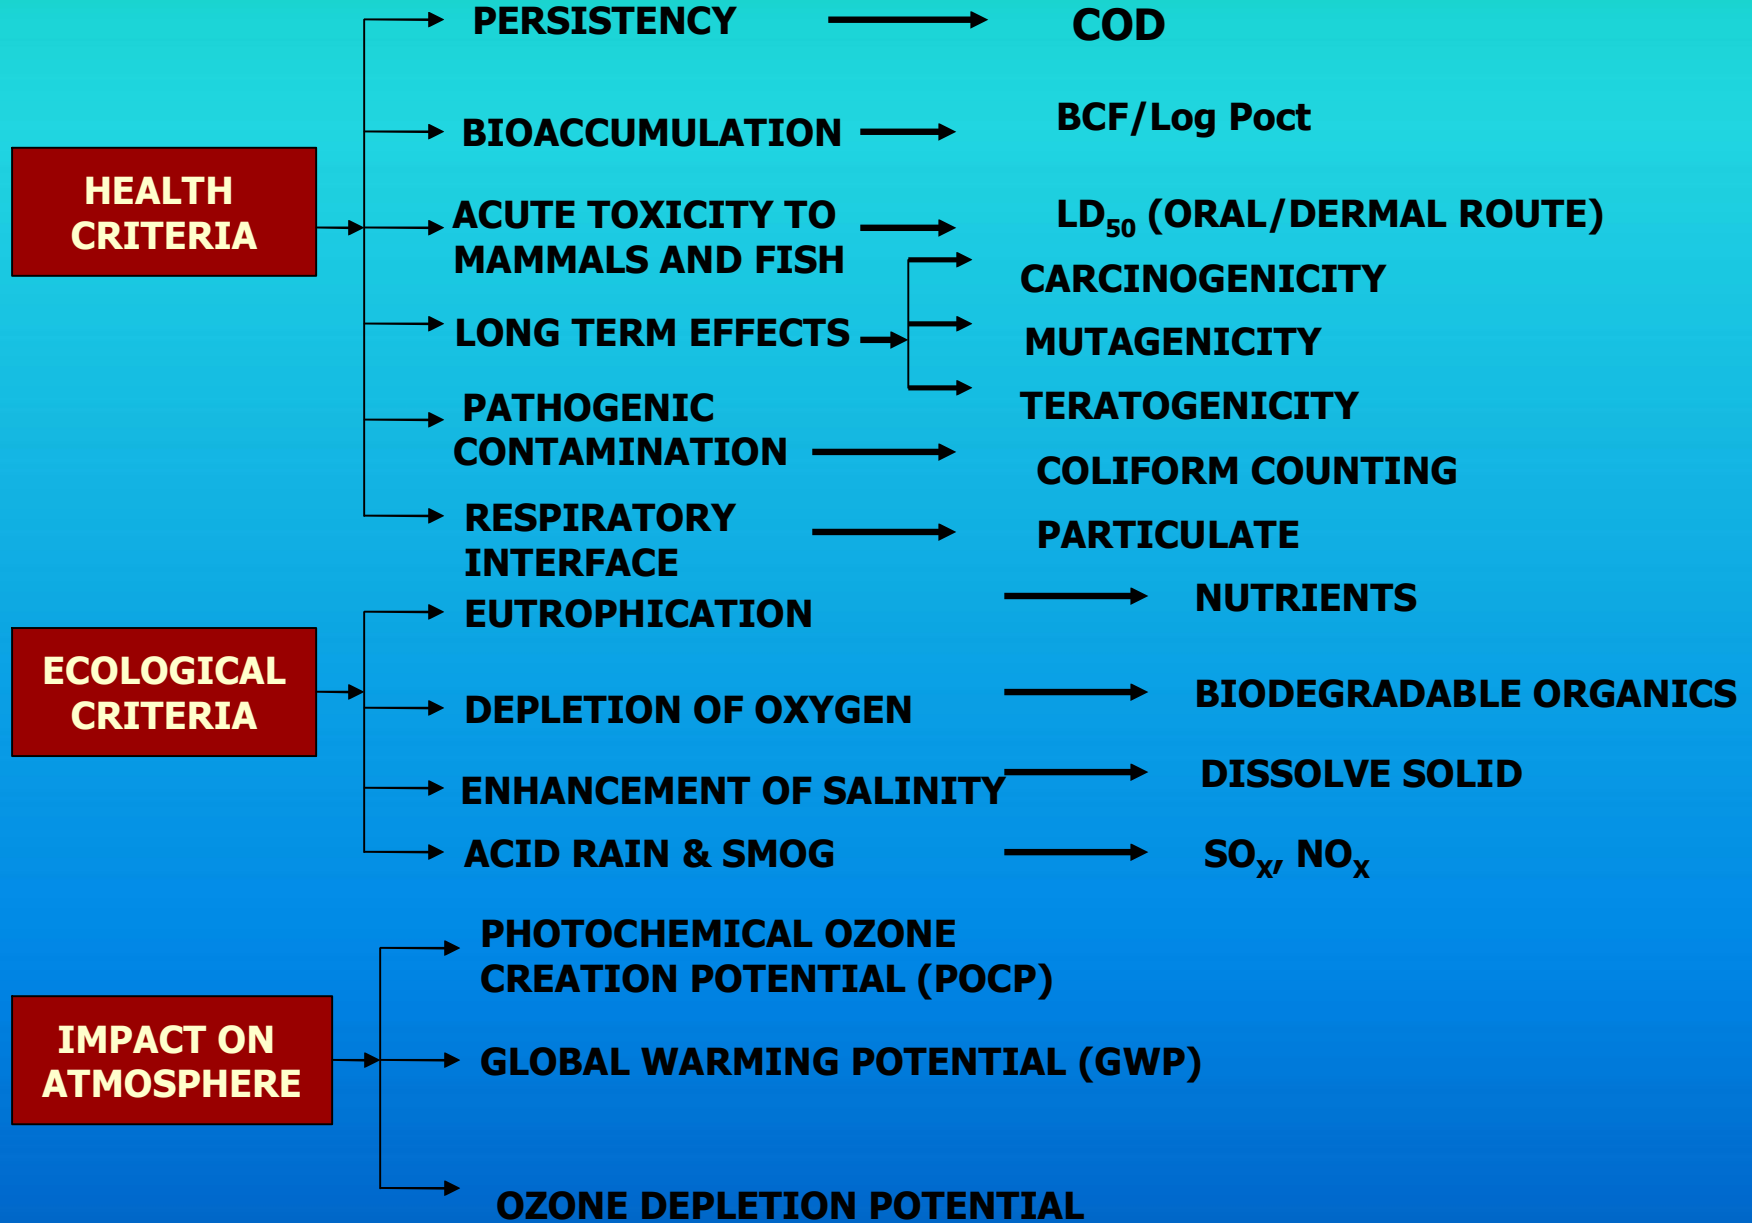 PERSISTENCY
COD
BIOACCUMULATION
BCF/Log Poct
HEALTH
CRITERIA
ACUTE TOXICITY TO
MAMMALS AND FISH
LD50 (ORAL/DERMAL ROUTE)
LONG TERM EFFECTS
CARCINOGENICITY
MUTAGENICITY
TERATOGENICITY
PATHOGENIC
CONTAMINATION
COLIFORM COUNTING
RESPIRATORY
INTERFACE
PARTICULATE
ECOLOGICAL
CRITERIA
EUTROPHICATION
NUTRIENTS
DEPLETION OF OXYGEN
BIODEGRADABLE ORGANICS
ENHANCEMENT OF SALINITY
DISSOLVE SOLID
ACID RAIN & SMOG
SOX, NOX
IMPACT ON
ATMOSPHERE
PHOTOCHEMICAL OZONE
CREATION POTENTIAL (POCP)
GLOBAL WARMING POTENTIAL (GWP)
OZONE DEPLETION POTENTIAL